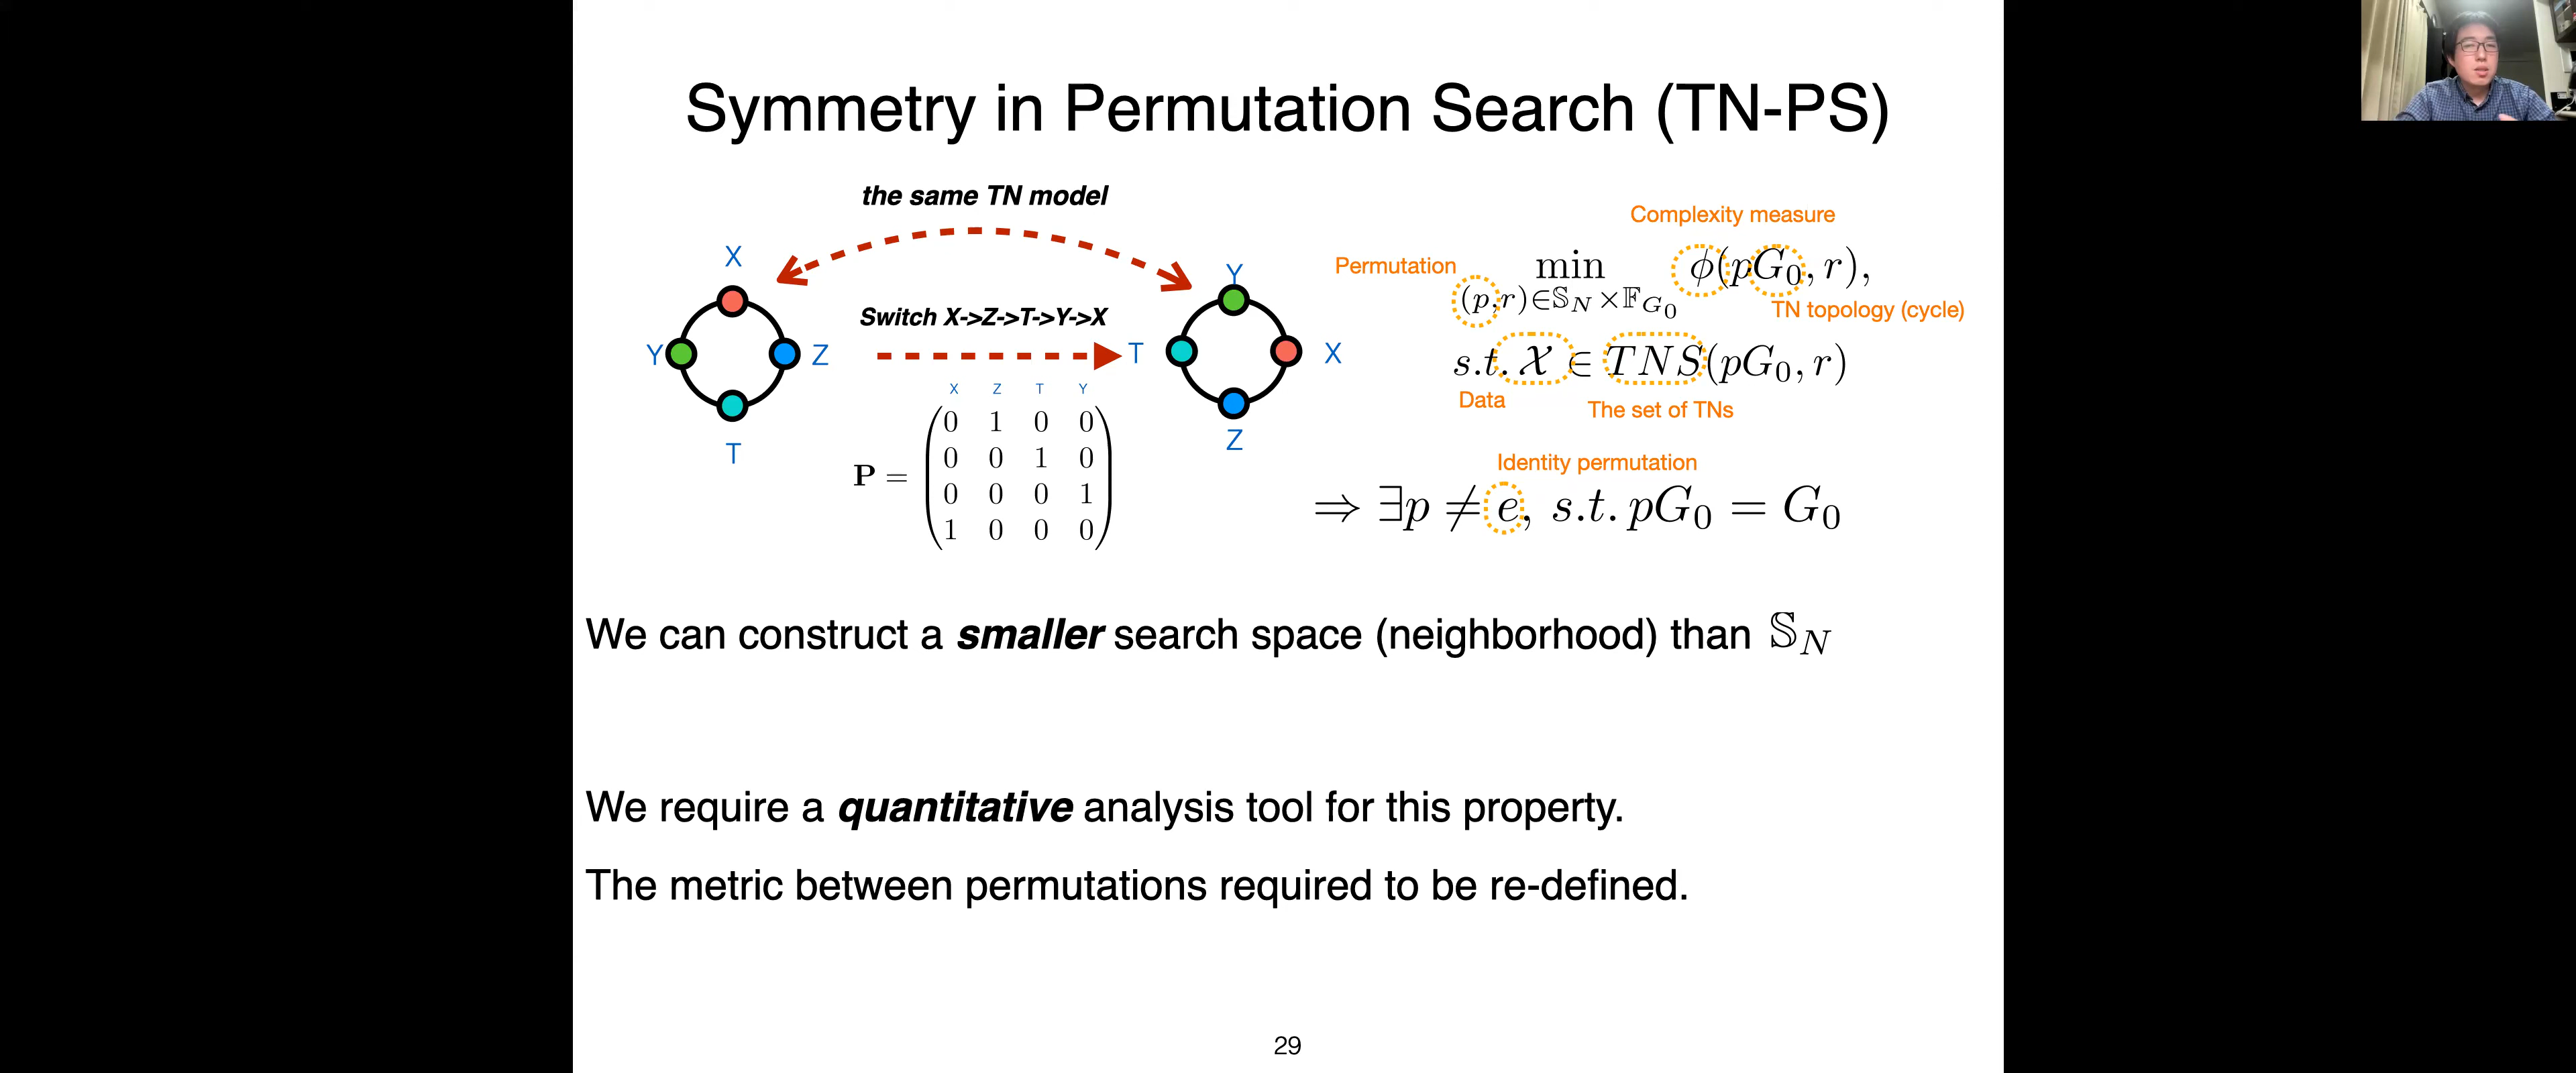 Symmetry in Permutation Search (TN-PS)
the same TN model
X
Y
Z
T
Switch X->Z->T->Y->X
Y
T
X
Z
X Z T Y
P =
0 1 0 0
0 0 1 0
0 0 0 1
1 0 0 0
Complexity measure
Permutation
min ϕ(pG₀, r),
(p,r)∈𝕊_N×𝔽_{G₀}
TN topology (cycle)
s.t. 𝒳 ∈ TNS(pG₀, r)
Data
The set of TNs
Identity permutation
⇒ ∃p ≠ e, s.t. pG₀ = G₀
We can construct a smaller search space (neighborhood) than 𝕊_N
We require a quantitative analysis tool for this property.
The metric between permutations required to be re-defined.
29